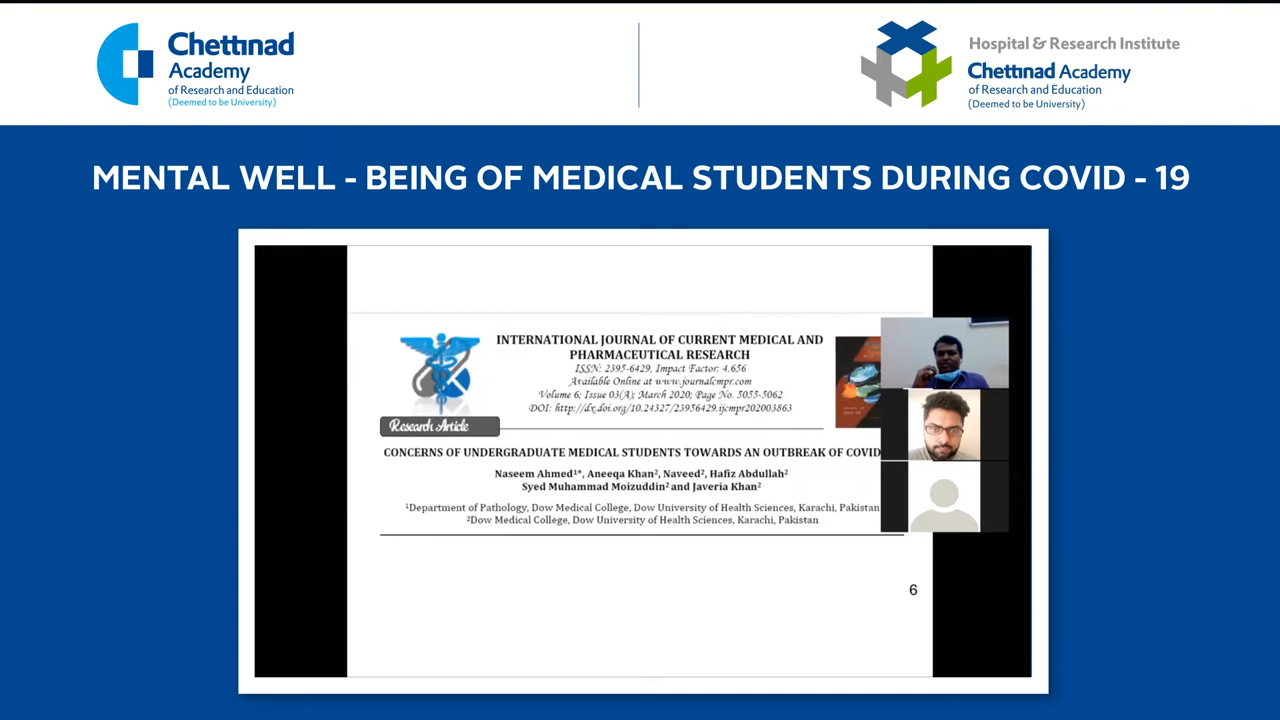 Chettinad
Academy
of Research and Education
(Deemed to be University)
Hospital & Research Institute
Chettinad Academy
of Research and Education
(Deemed to be University)
MENTAL WELL - BEING OF MEDICAL STUDENTS DURING COVID - 19
INTERNATIONAL JOURNAL OF CURRENT MEDICAL AND
PHARMACEUTICAL RESEARCH
ISSN: 2395-6429, Impact Factor: 4.656
Available Online at www.journalcmpr.com
Volume 6; Issue 03(A); March 2020; Page No. 5055-5062
DOI: http://dx.doi.org/10.24327/23956429.ijcmpr202003863
Research Article
CONCERNS OF UNDERGRADUATE MEDICAL STUDENTS TOWARDS AN OUTBREAK OF COVID
Naseem Ahmed¹*, Aneeqa Khan², Naveed², Hafiz Abdullah²
Syed Muhammad Moizuddin² and Javeria Khan²
¹Department of Pathology, Dow Medical College, Dow University of Health Sciences, Karachi, Pakistan
²Dow Medical College, Dow University of Health Sciences, Karachi, Pakistan
6